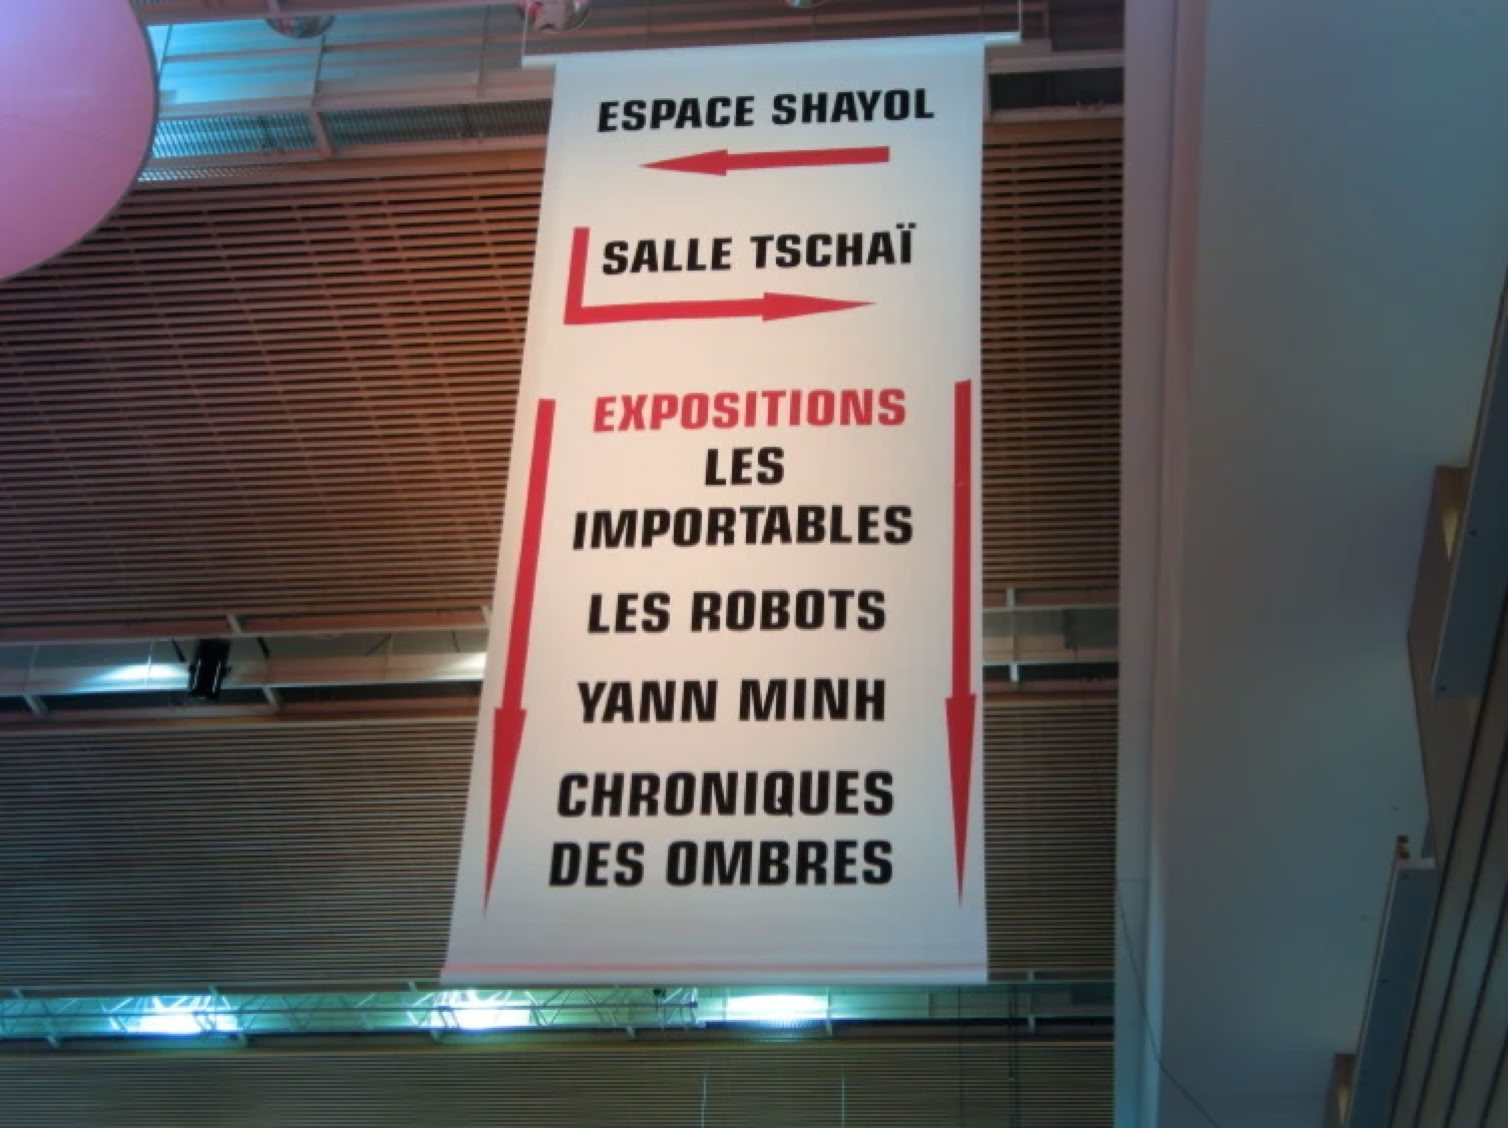 ESPACE SHAYOL
SALLE TSCHAÏ
EXPOSITIONS
LES
IMPORTABLES
LES ROBOTS
YANN MINH
CHRONIQUES
DES OMBRES